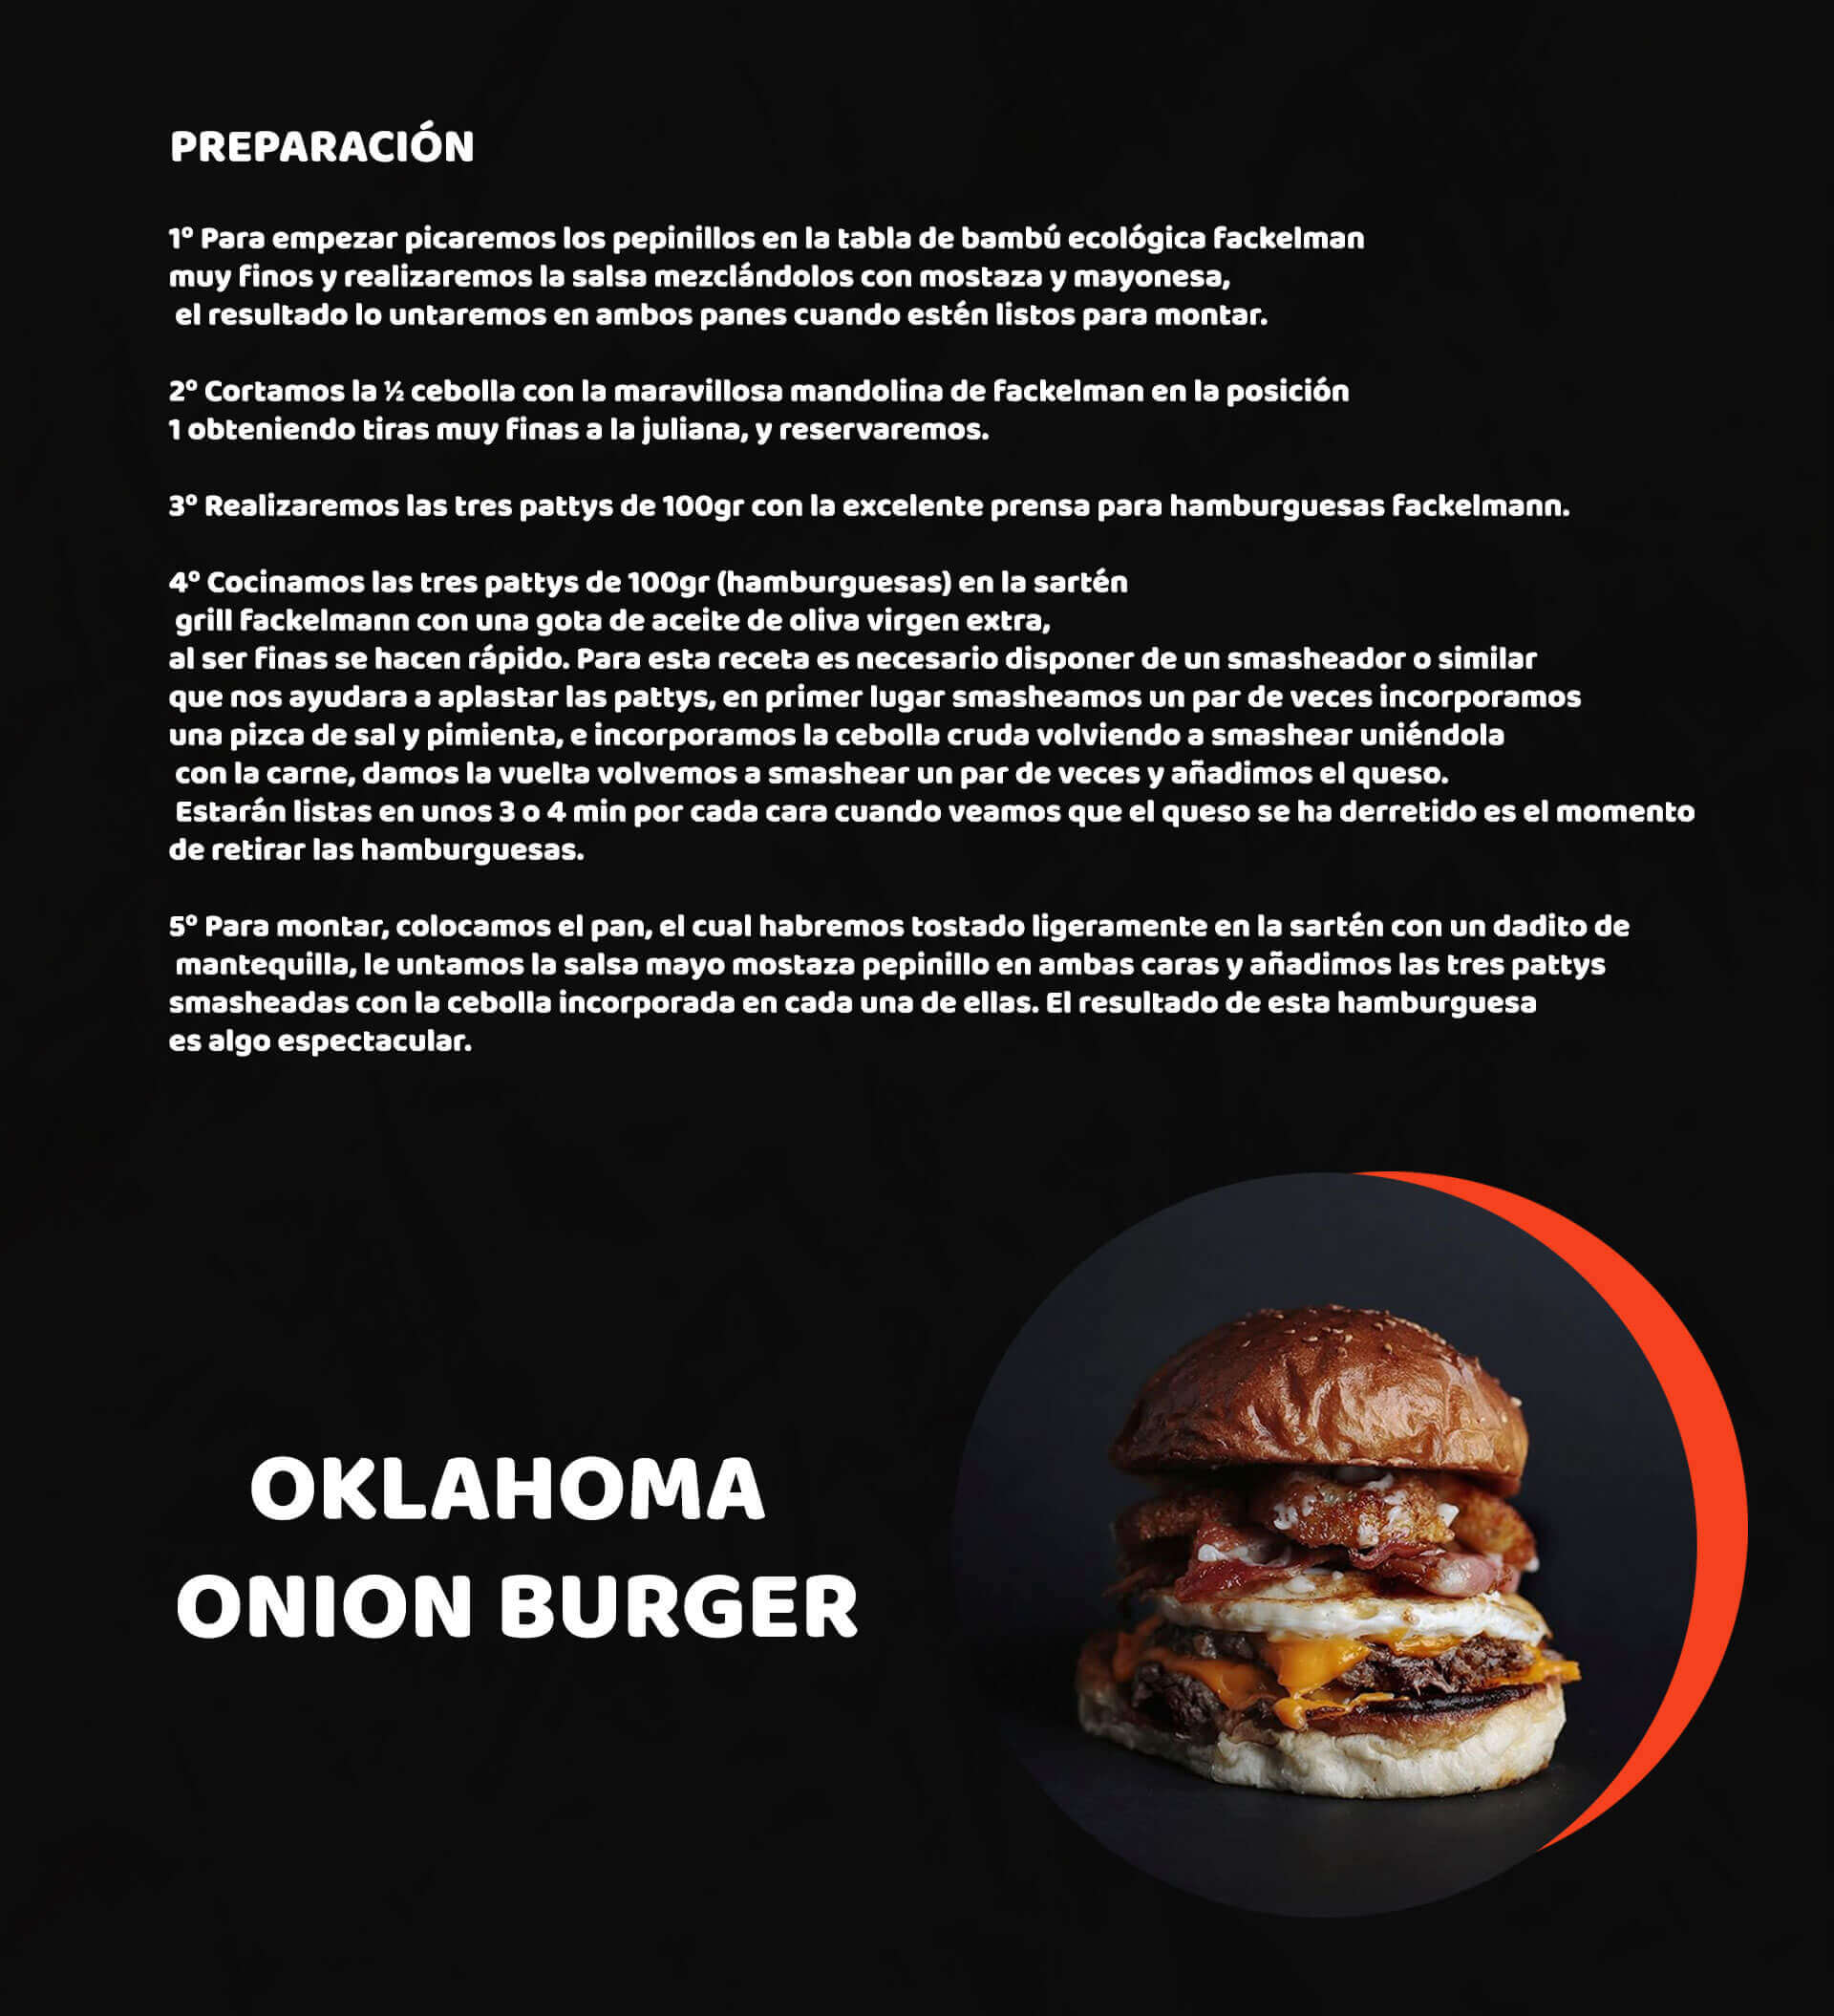 PREPARACIÓN
1º Para empezar picaremos los pepinillos en la tabla de bambú ecológica fackelman
muy finos y realizaremos la salsa mezclándolos con mostaza y mayonesa,
el resultado lo untaremos en ambos panes cuando estén listos para montar.
2º Cortamos la ½ cebolla con la maravillosa mandolina de fackelman en la posición
1 obteniendo tiras muy finas a la juliana, y reservaremos.
3º Realizaremos las tres pattys de 100gr con la excelente prensa para hamburguesas fackelmann.
4º Cocinamos las tres pattys de 100gr (hamburguesas) en la sartén
grill fackelmann con una gota de aceite de oliva virgen extra,
al ser finas se hacen rápido. Para esta receta es necesario disponer de un smasheador o similar
que nos ayudara a aplastar las pattys, en primer lugar smasheamos un par de veces incorporamos
una pizca de sal y pimienta, e incorporamos la cebolla cruda volviendo a smashear uniéndola
con la carne, damos la vuelta volvemos a smashear un par de veces y añadimos el queso.
Estarán listas en unos 3 o 4 min por cada cara cuando veamos que el queso se ha derretido es el momento
de retirar las hamburguesas.
5º Para montar, colocamos el pan, el cual habremos tostado ligeramente en la sartén con un dadito de
mantequilla, le untamos la salsa mayo mostaza pepinillo en ambas caras y añadimos las tres pattys
smasheadas con la cebolla incorporada en cada una de ellas. El resultado de esta hamburguesa
es algo espectacular.
OKLAHOMA
ONION BURGER